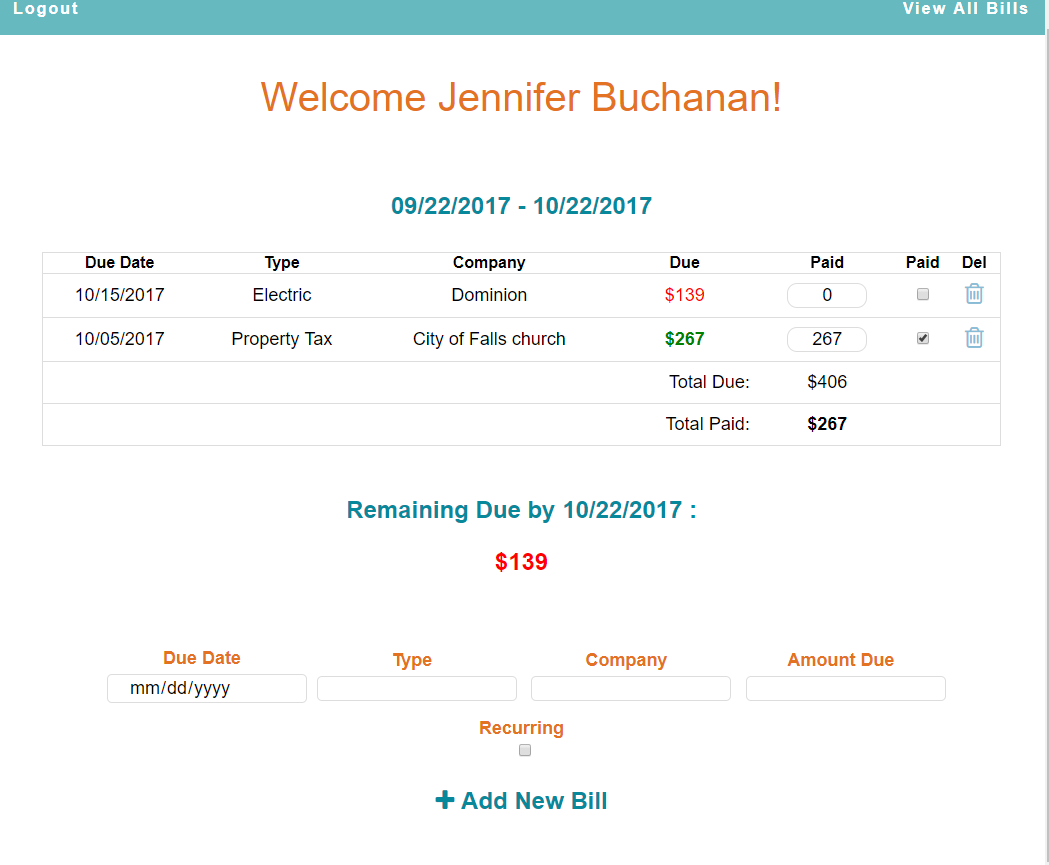 Logout View All Bills
Welcome Jennifer Buchanan!
09/22/2017 - 10/22/2017
Due Date Type Company Due Paid Paid Del
10/15/2017 Electric Dominion $139 0
10/05/2017 Property Tax City of Falls church $267 267
Total Due: $406
Total Paid: $267
Remaining Due by 10/22/2017 :
$139
Due Date Type Company Amount Due
mm/dd/yyyy
Recurring
Add New Bill